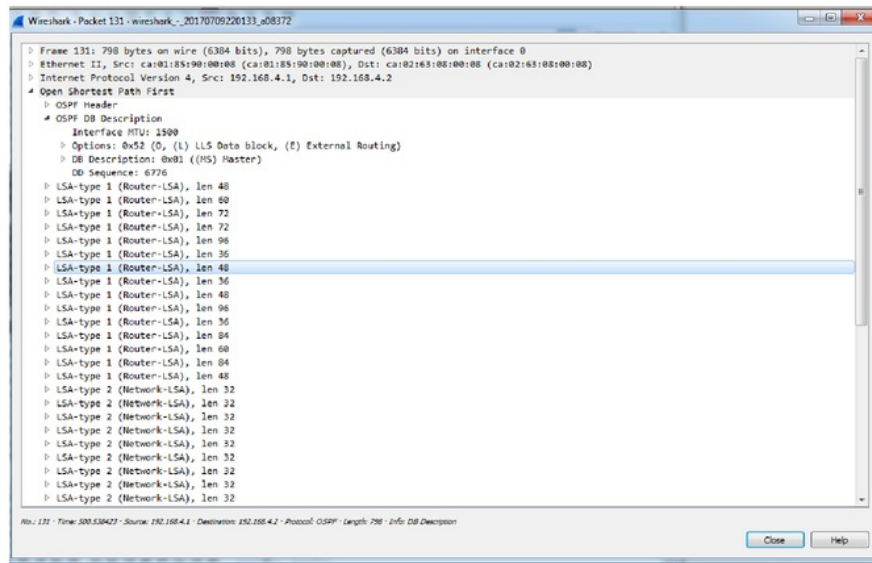 Wireshark - Packet 131 - wireshark_-_20170709220133_a08372
Frame 131: 798 bytes on wire (6384 bits), 798 bytes captured (6384 bits) on interface 0
Ethernet II, Src: ca:01:85:90:00:08 (ca:01:85:90:00:08), Dst: ca:02:63:08:00:08 (ca:02:63:08:00:08)
Internet Protocol Version 4, Src: 192.168.4.1, Dst: 192.168.4.2
Open Shortest Path First
OSPF Header
OSPF DB Description
Interface MTU: 1500
Options: 0x52 (O, (L) LLS Data block, (E) External Routing)
DB Description: 0x01 ((MS) Master)
DD Sequence: 6776
LSA-type 1 (Router-LSA), len 48
LSA-type 1 (Router-LSA), len 60
LSA-type 1 (Router-LSA), len 72
LSA-type 1 (Router-LSA), len 72
LSA-type 1 (Router-LSA), len 96
LSA-type 1 (Router-LSA), len 36
LSA-type 1 (Router-LSA), len 48
LSA-type 1 (Router-LSA), len 36
LSA-type 1 (Router-LSA), len 48
LSA-type 1 (Router-LSA), len 96
LSA-type 1 (Router-LSA), len 36
LSA-type 1 (Router-LSA), len 84
LSA-type 1 (Router-LSA), len 60
LSA-type 1 (Router-LSA), len 84
LSA-type 1 (Router-LSA), len 48
LSA-type 2 (Network-LSA), len 32
LSA-type 2 (Network-LSA), len 32
LSA-type 2 (Network-LSA), len 32
LSA-type 2 (Network-LSA), len 32
LSA-type 2 (Network-LSA), len 32
LSA-type 2 (Network-LSA), len 32
LSA-type 2 (Network-LSA), len 32
LSA-type 2 (Network-LSA), len 32
LSA-type 2 (Network-LSA), len 32
No.: 131 · Time: 500.538423 · Source: 192.168.4.1 · Destination: 192.168.4.2 · Protocol: OSPF · Length: 798 · Info: DB Description
Close Help